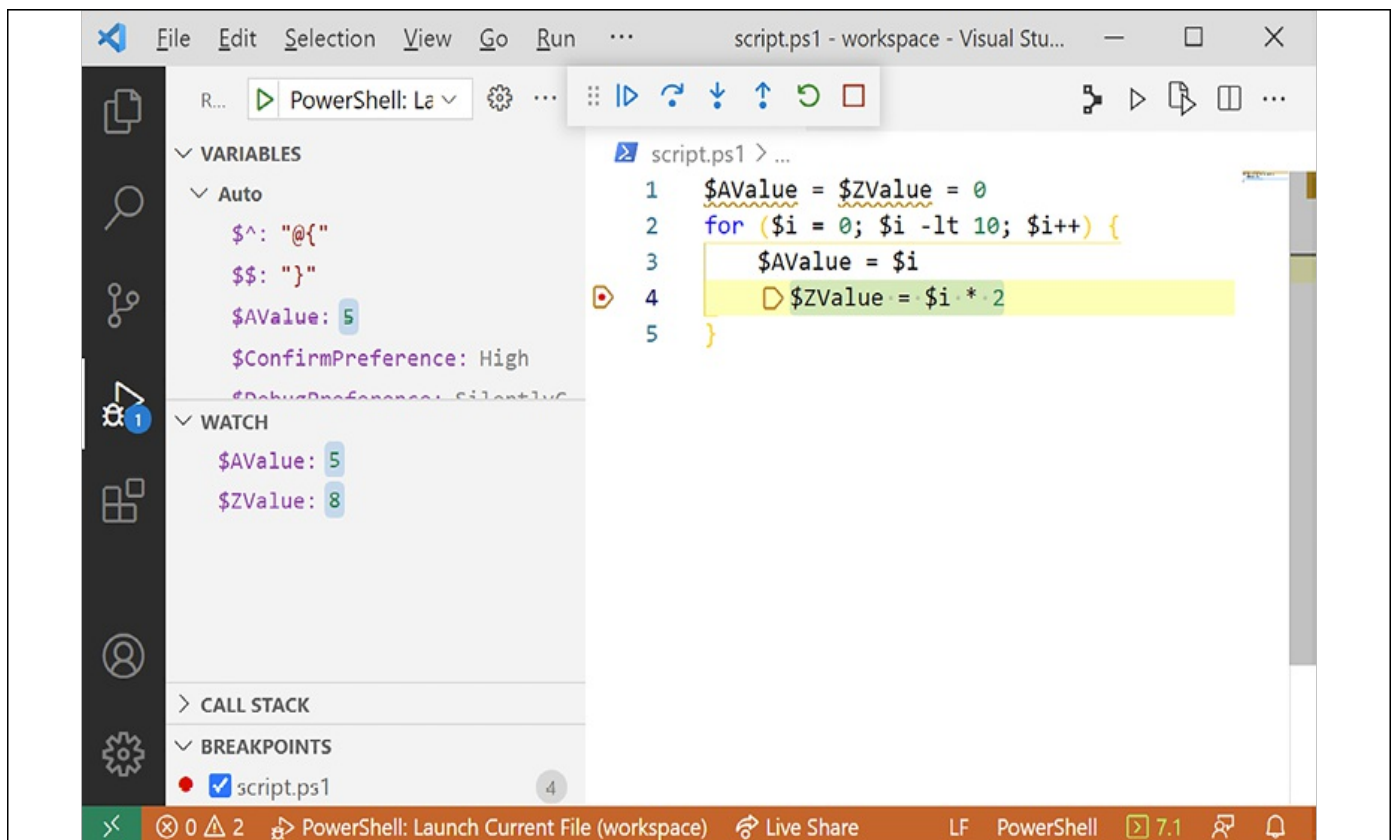 File Edit Selection View Go Run ··· script.ps1 - workspace - Visual Stu...
R... PowerShell: La ···
VARIABLES
Auto
$^: "@{"
$$: "}"
$AValue: 5
$ConfirmPreference: High
WATCH
$AValue: 5
$ZValue: 8
CALL STACK
BREAKPOINTS
script.ps1 4
script.ps1 > ...
1 $AValue = $ZValue = 0
2 for ($i = 0; $i -lt 10; $i++) {
3 $AValue = $i
4 $ZValue = $i * 2
5 }
1
0 2 PowerShell: Launch Current File (workspace) Live Share LF PowerShell 7.1